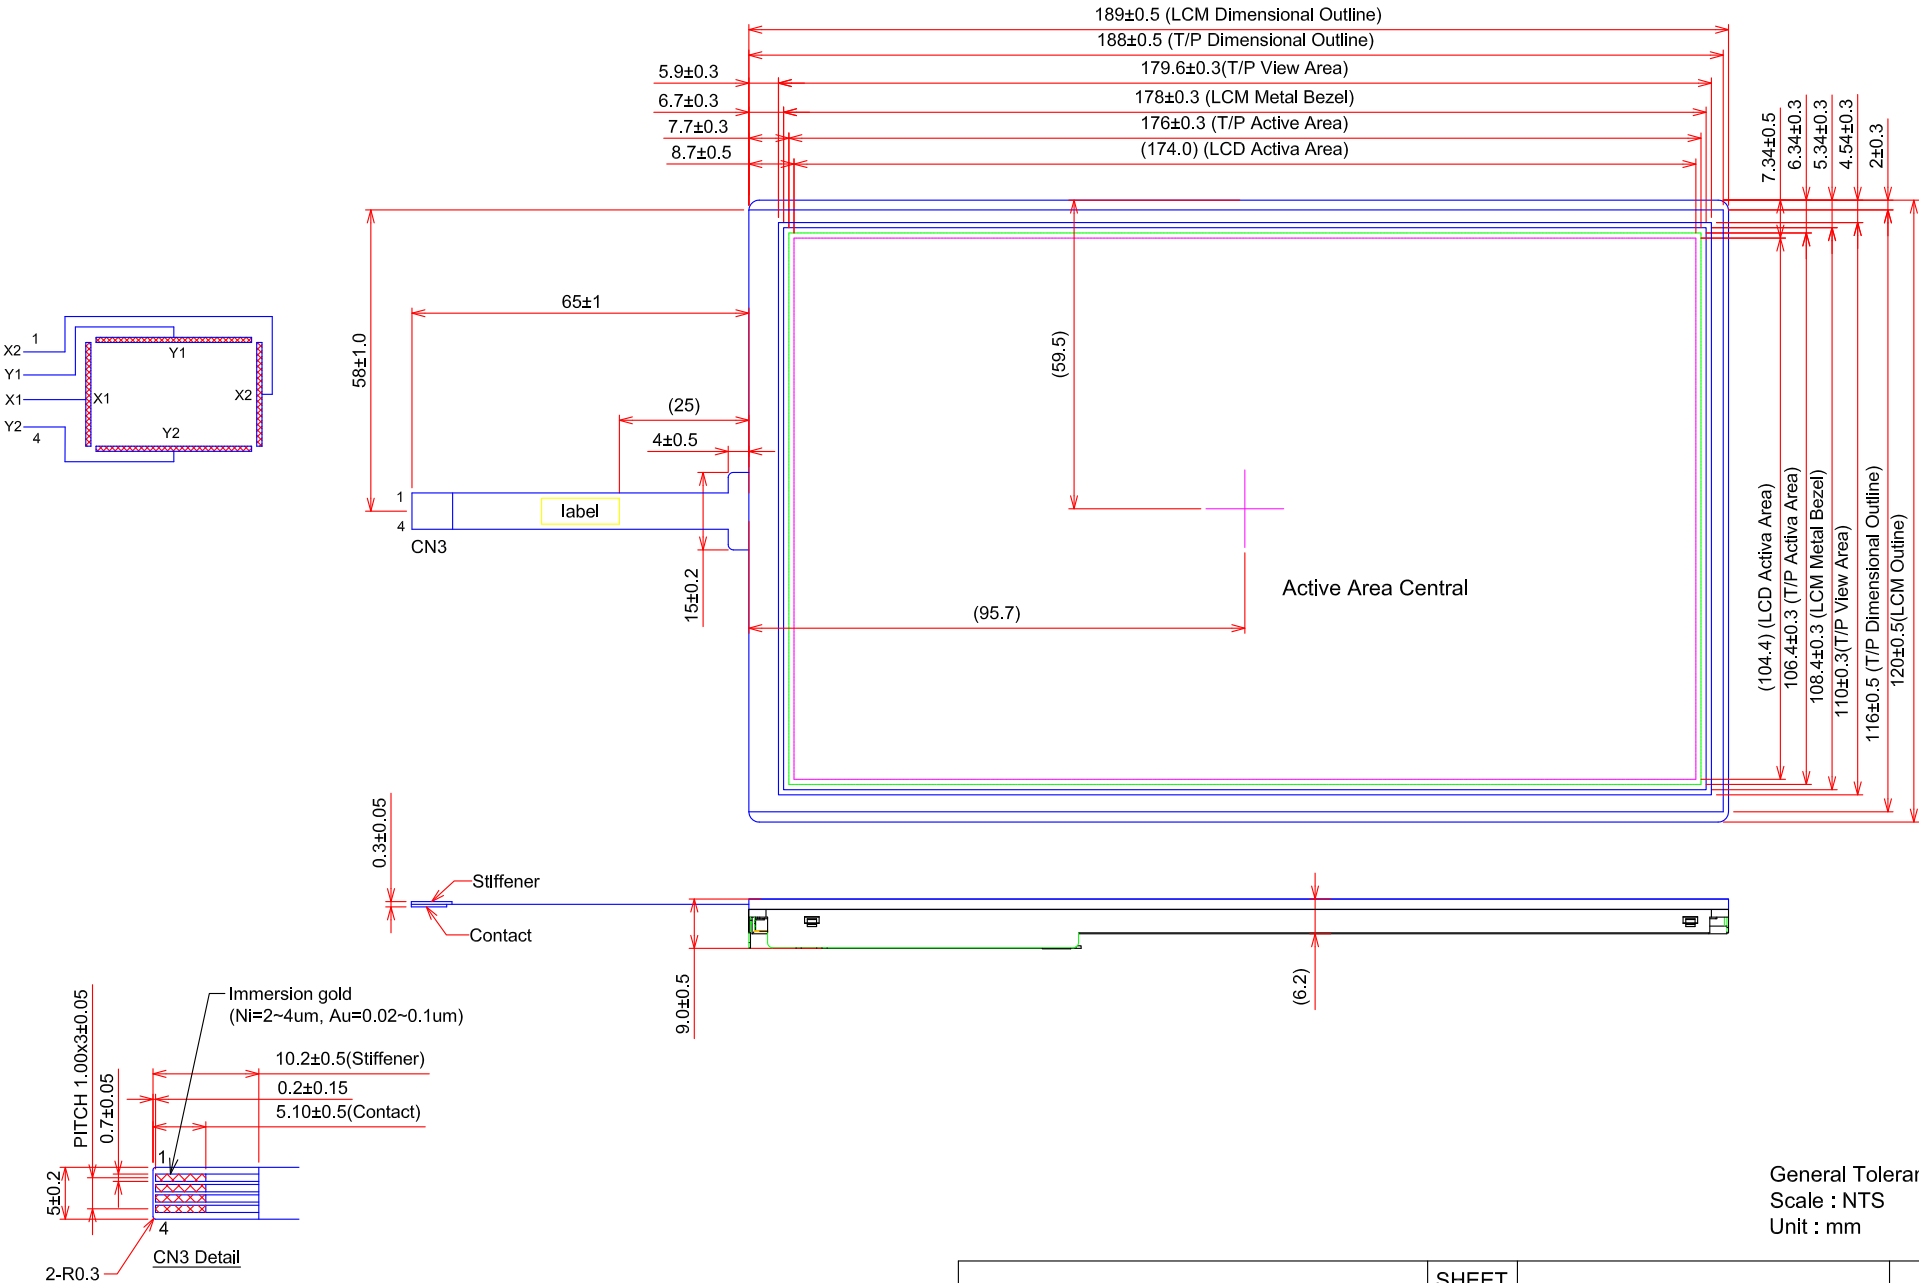 189±0.5 (LCM Dimensional Outline)
188±0.5 (T/P Dimensional Outline)
5.9±0.3
179.6±0.3(T/P View Area)
6.7±0.3
178±0.3 (LCM Metal Bezel)
7.7±0.3
176±0.3 (T/P Active Area)
8.7±0.5
(174.0) (LCD Activa Area)
7.34±0.5
6.34±0.3
5.34±0.3
4.54±0.3
2±0.3
65±1
58±1.0
(59.5)
(25)
4±0.5
15±0.2
label
1
4
CN3
(95.7)
Active Area Central
(104.4) (LCD Activa Area)
106.4±0.3 (T/P Activa Area)
108.4±0.3 (LCM Metal Bezel)
110±0.3(T/P View Area)
116±0.5 (T/P Dimensional Outline)
120±0.5(LCM Outine)
X2
1
Y1
X1
Y2
4
Y1
X1
X2
Y2
0.3±0.05
Stiffener
Contact
9.0±0.5
(6.2)
Immersion gold
(Ni=2~4um, Au=0.02~0.1um)
10.2±0.5(Stiffener)
0.2±0.15
5.10±0.5(Contact)
PITCH 1.00x3±0.05
0.7±0.05
5±0.2
1
4
2-R0.3
CN3 Detail
General Toleran
Scale : NTS
Unit : mm
SHEET